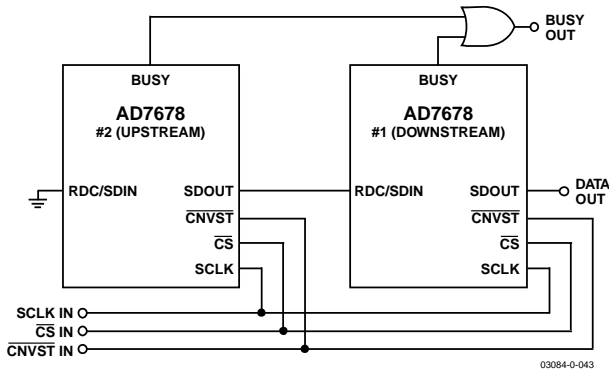 BUSY
OUT
BUSY
AD7678
#2 (UPSTREAM)
RDC/SDIN
SDOUT
CNVST
CS
SCLK
BUSY
AD7678
#1 (DOWNSTREAM)
RDC/SDIN
SDOUT
CNVST
CS
SCLK
DATA
OUT
SCLK IN
CS IN
CNVST IN
03084-0-043